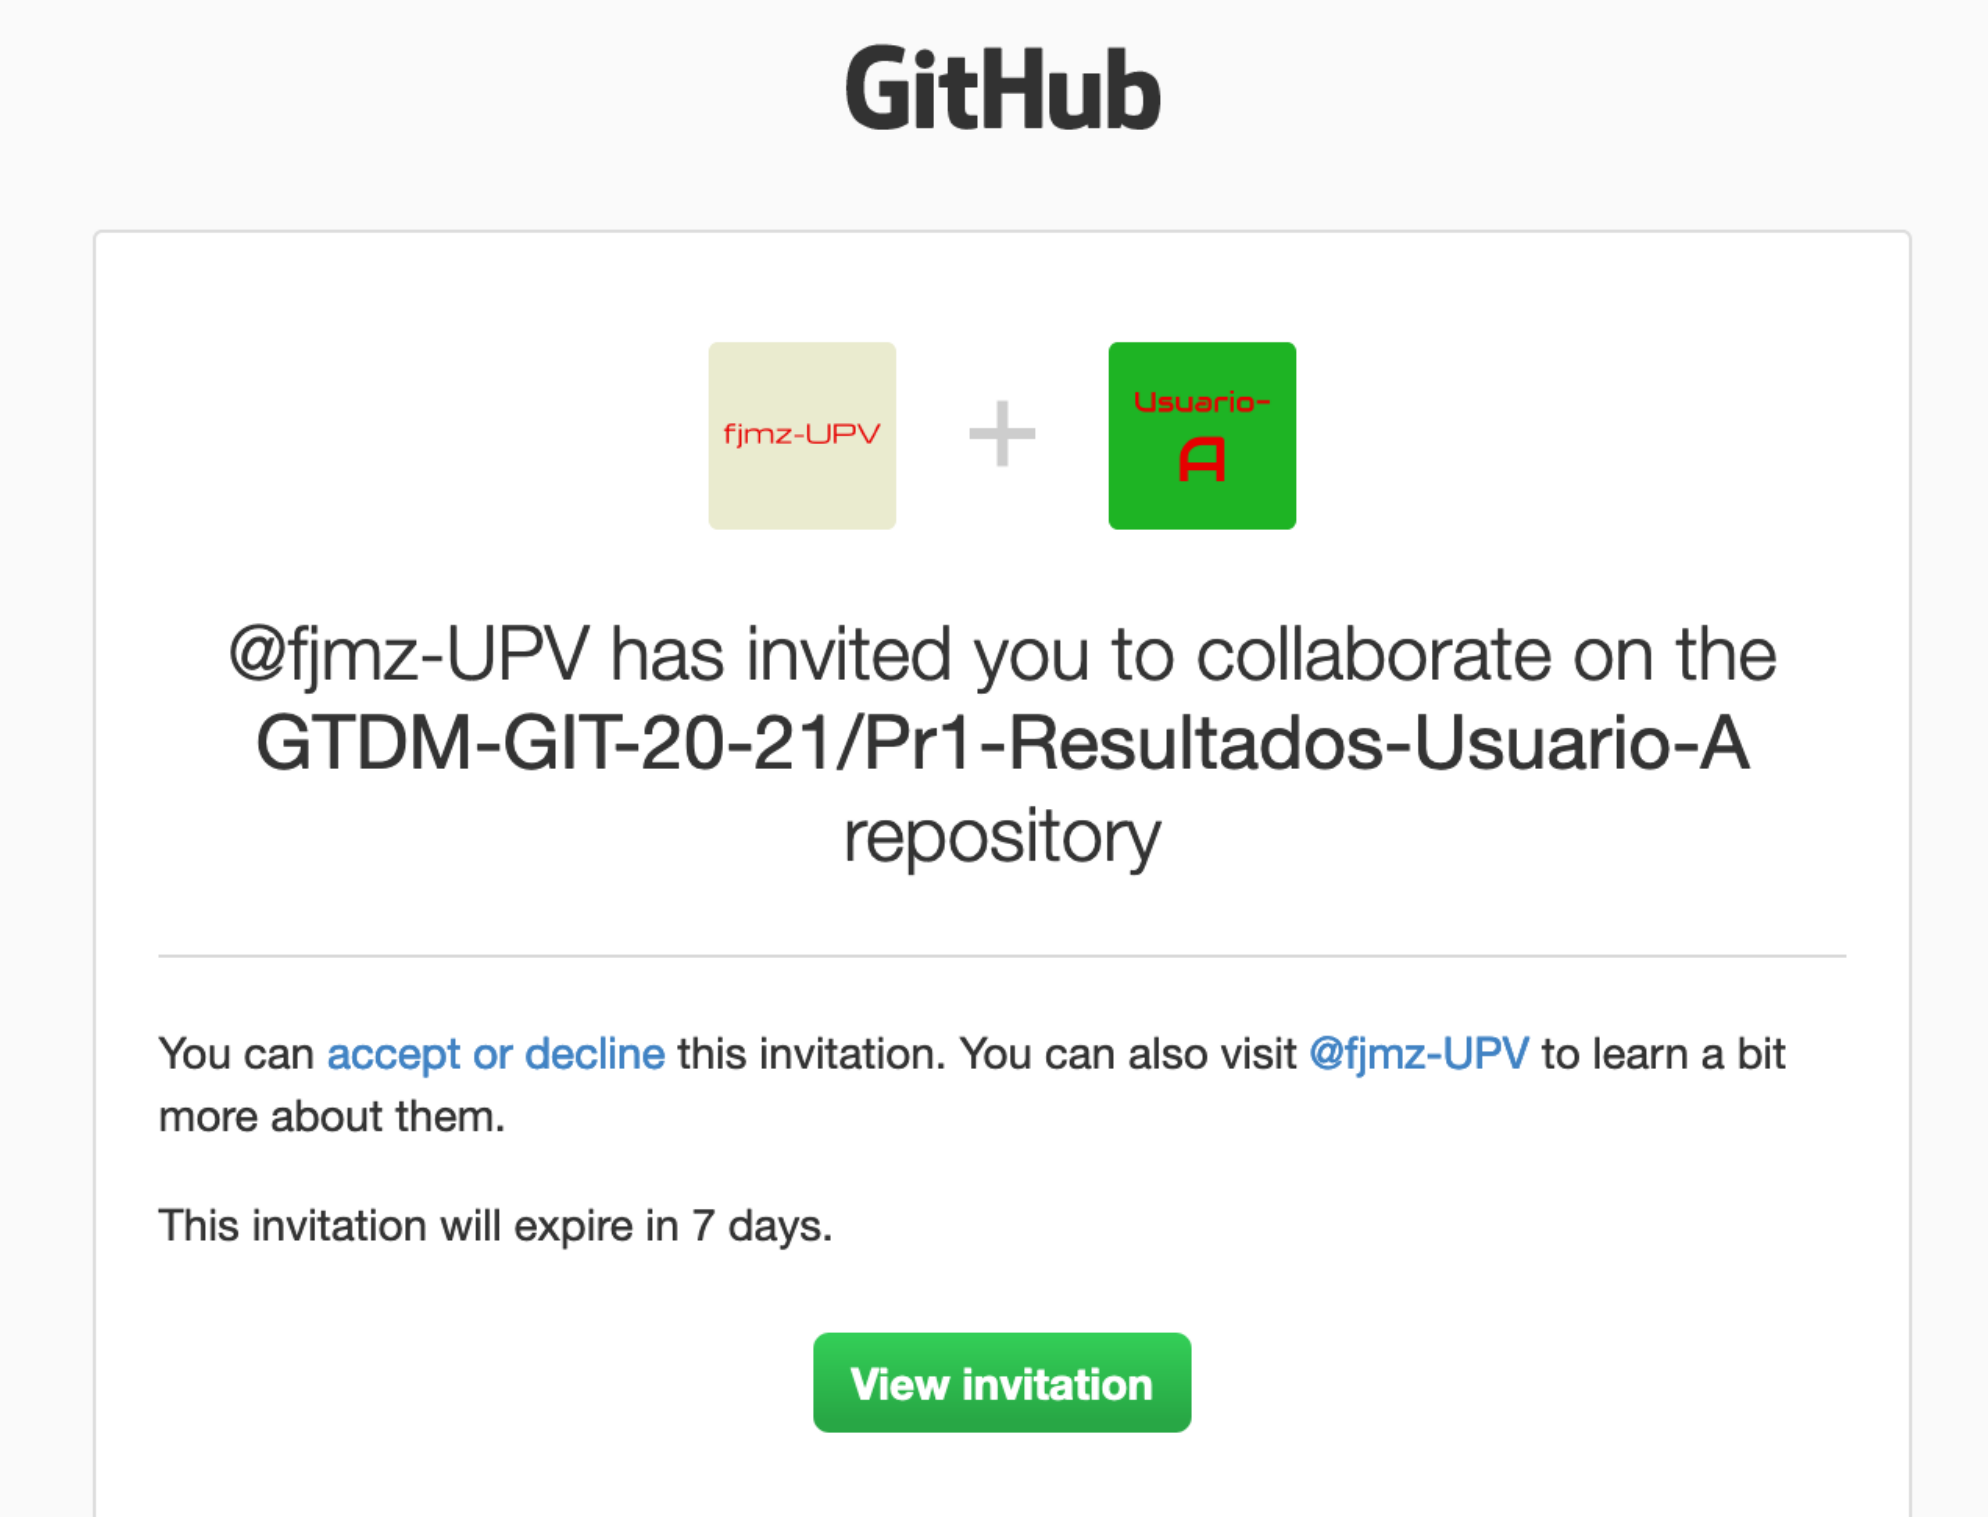 GitHub
fjmz-UPV
Usuario-
A
@fjmz-UPV has invited you to collaborate on the
GTDM-GIT-20-21/Pr1-Resultados-Usuario-A
repository
You can accept or decline this invitation. You can also visit @fjmz-UPV to learn a bit
more about them.
This invitation will expire in 7 days.
View invitation